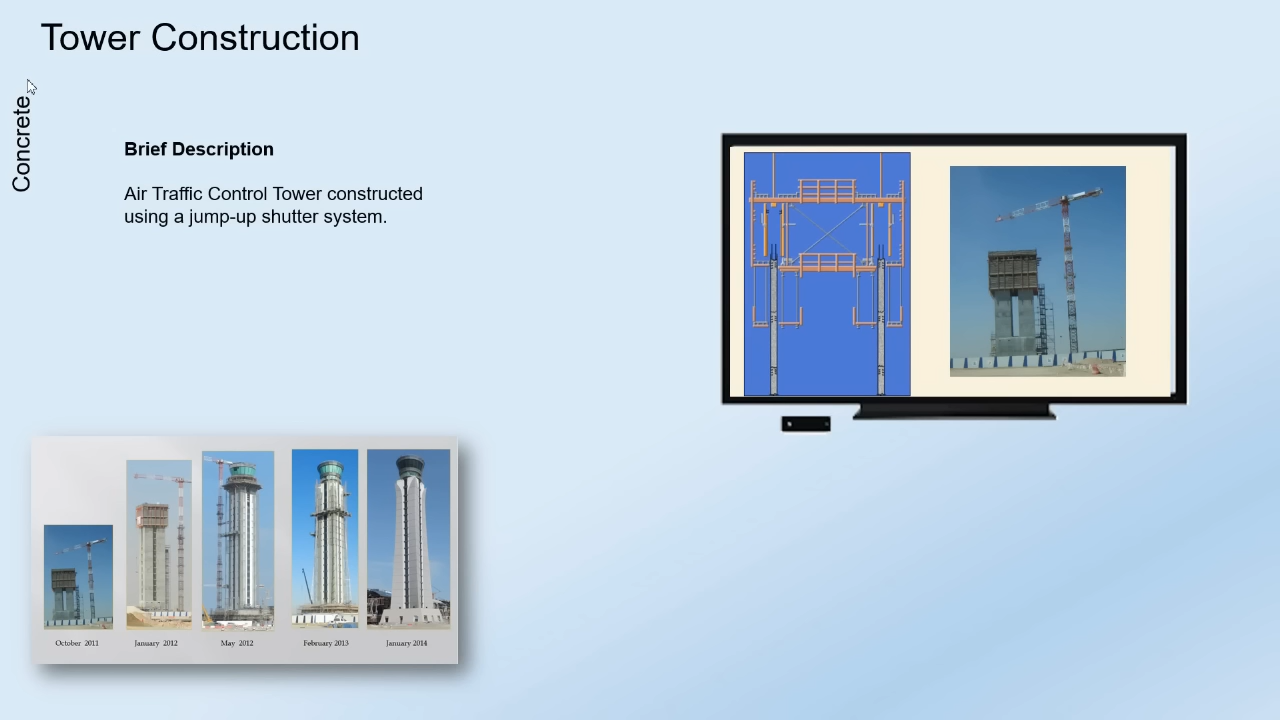 Tower Construction
Concrete
Brief Description
Air Traffic Control Tower constructed
using a jump-up shutter system.
October 2011
January 2012
May 2012
February 2013
January 2014